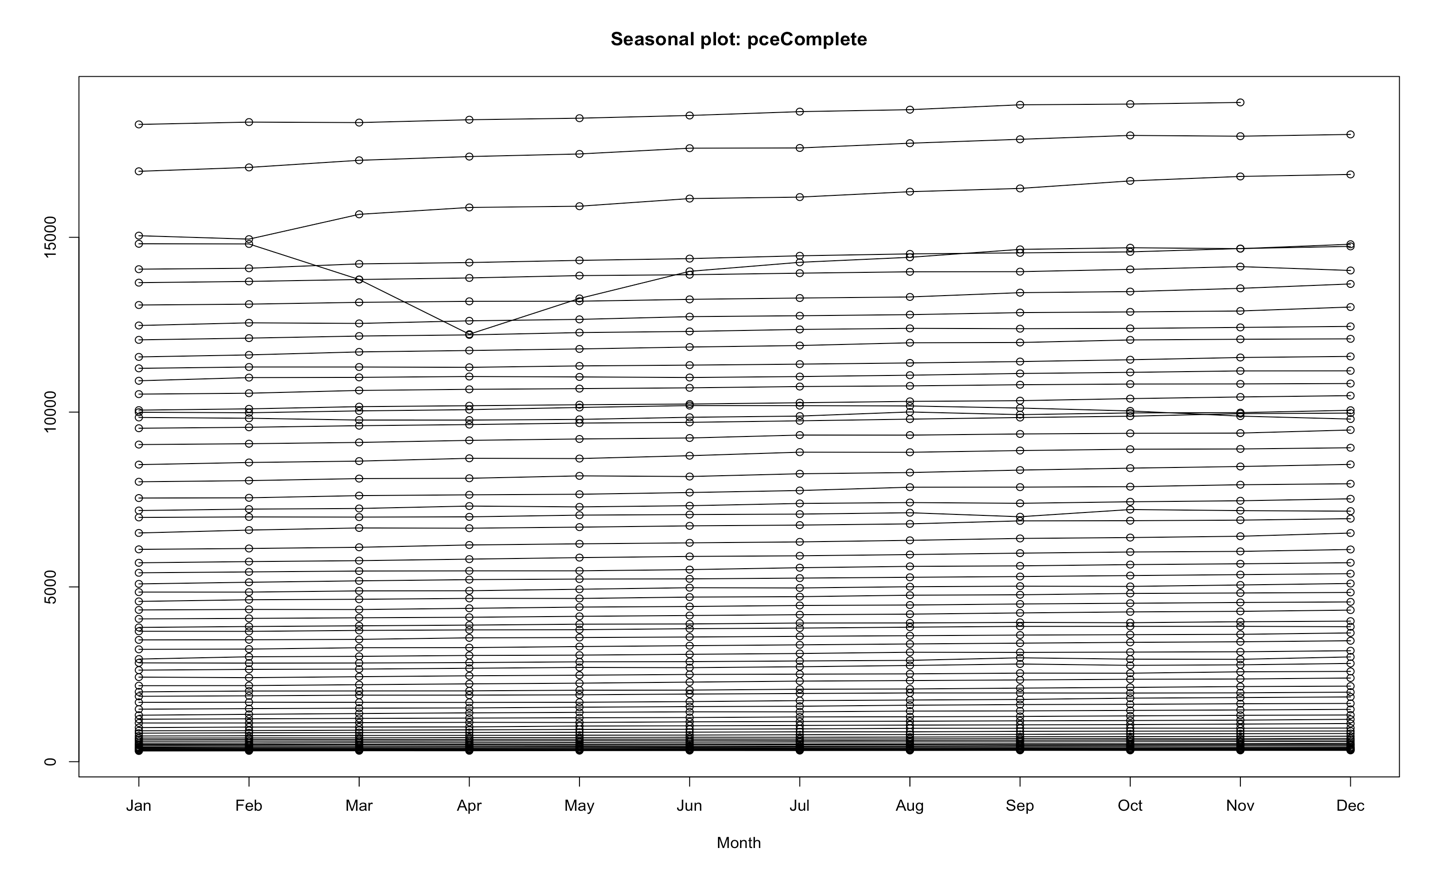 Seasonal plot: pceComplete
15000
10000
5000
0
Jan Feb Mar Apr May Jun Jul Aug Sep Oct Nov Dec
Month